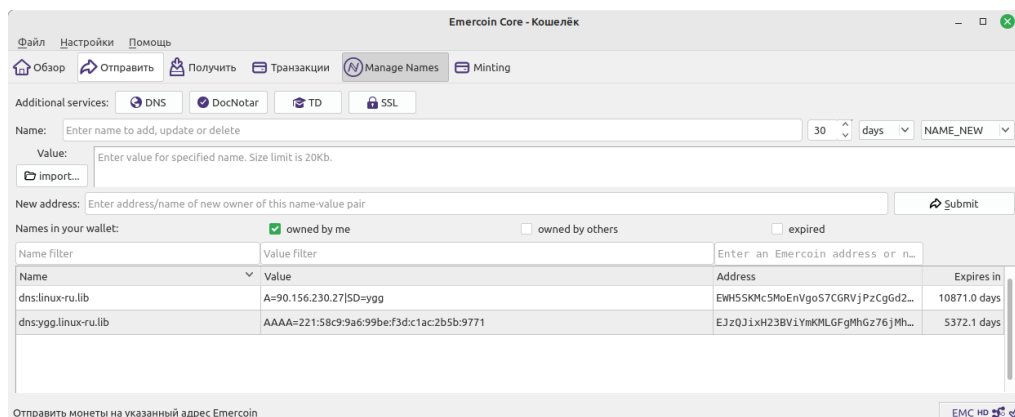 Emercoin Core - Кошелёк
Файл Настройки Помощь
Обзор Отправить Получить Транзакции Manage Names Minting
Additional services: DNS DocNotar TD SSL
Name: Enter name to add, update or delete 30 days NAME_NEW
Value: Enter value for specified name. Size limit is 20Kb.
import...
New address: Enter address/name of new owner of this name-value pair Submit
Names in your wallet: owned by me owned by others expired
Name filter Value filter Enter an Emercoin address or n…
Name Value Address Expires in
dns:linux-ru.lib A=90.156.230.27|SD=ygg EWH5SKMc5MoEnVgoS7CGRVjPzCgGd2… 10871.0 days
dns:ygg.linux-ru.lib AAAA=221:58c9:9a6:99be:f3d:c1ac:2b5b:9771 EJzQJixH23BViYmKMLGFgMhGz76jMh… 5372.1 days
Отправить монеты на указанный адрес Emercoin EMC HD